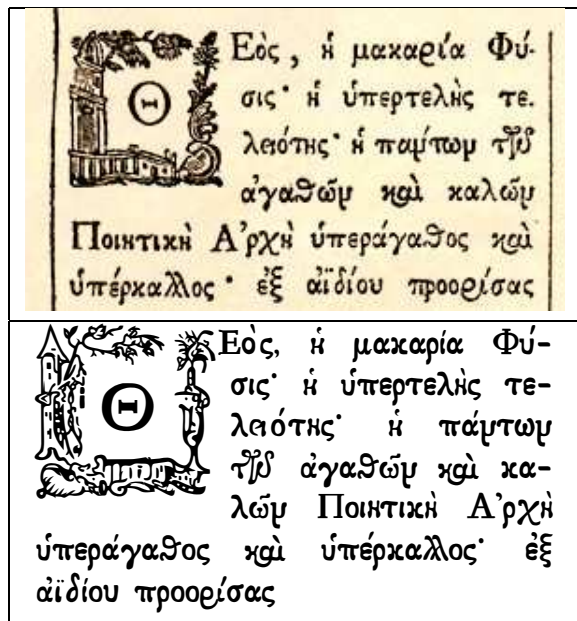 ΘΕὸς, ἡ μακαρία Φύ-
σις· ἡ ὑπερτελὴς τε-
λειότης· ἡ πάντων τῶν
ἀγαθῶν καὶ καλῶν
Ποιητικὴ Ἀρχὴ ὑπεράγαθος καὶ
ὑπέρκαλλος· ἐξ ἀϊδίου προορίσας
ΘΕὸς, ἡ μακαρία Φύ-
σις· ἡ ὑπερτελὴς τε-
λειότης· ἡ πάντων
τῶν ἀγαθῶν καὶ κα-
λῶν Ποιητικὴ Ἀρχὴ
ὑπεράγαθος καὶ ὑπέρκαλλος· ἐξ
ἀϊδίου προορίσας